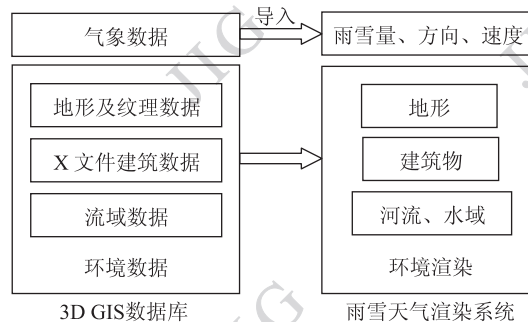 气象数据
导入
雨雪量、方向、速度
地形及纹理数据
X 文件建筑数据
流域数据
环境数据
3D GIS数据库
地形
建筑物
河流、水域
环境渲染
雨雪天气渲染系统
JIG
JIG
J